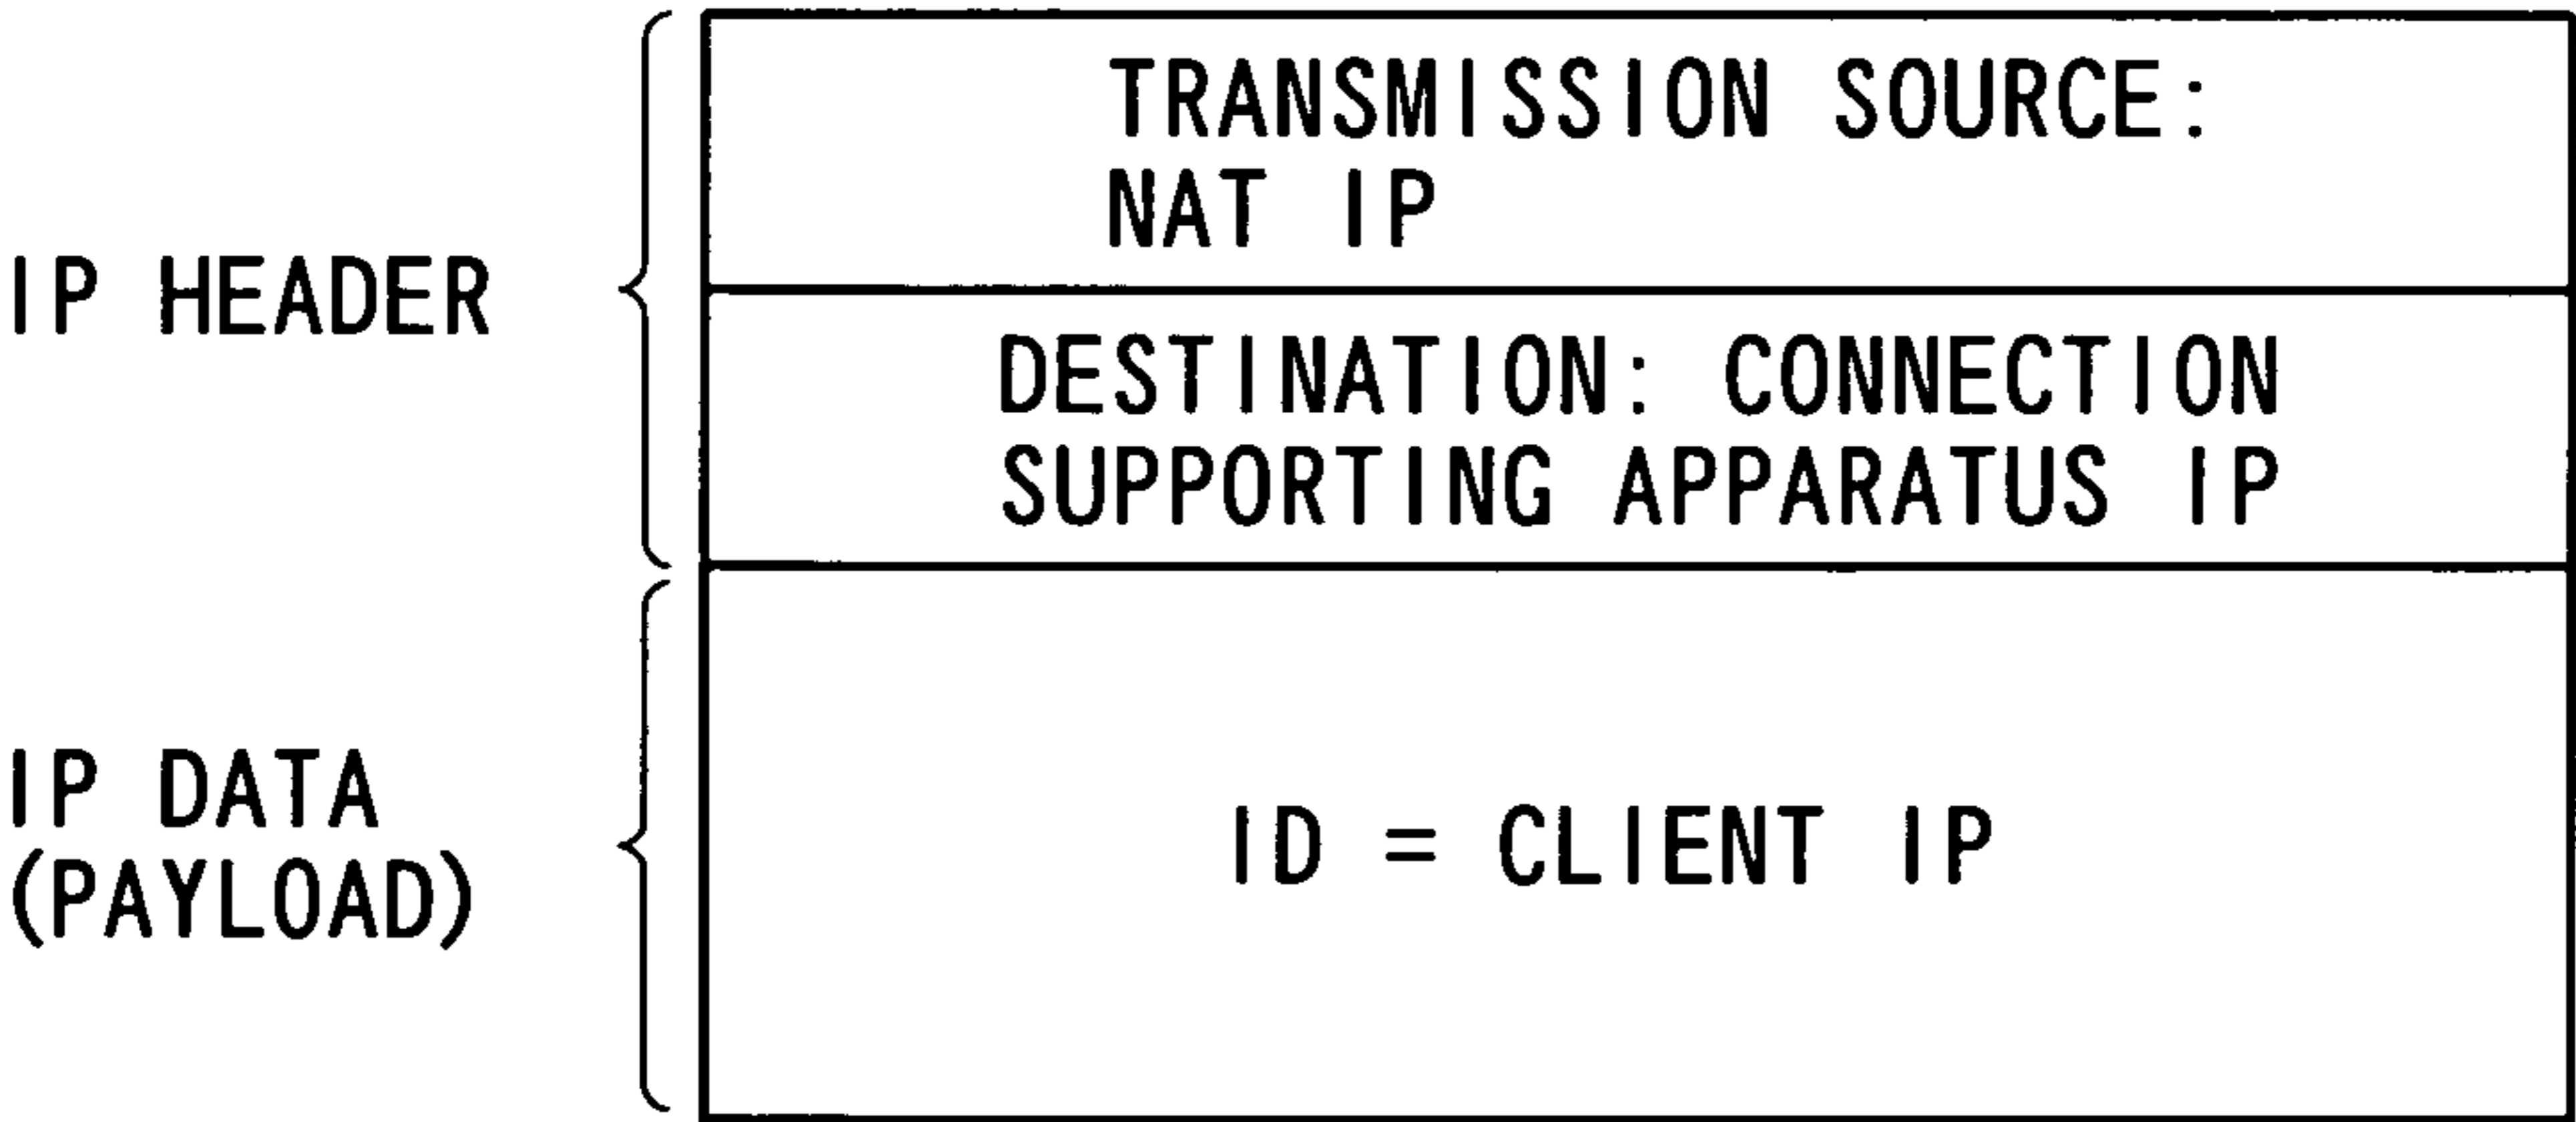 IP HEADER
TRANSMISSION SOURCE:
NAT IP
DESTINATION: CONNECTION
SUPPORTING APPARATUS IP
IP DATA
(PAYLOAD)
ID = CLIENT IP